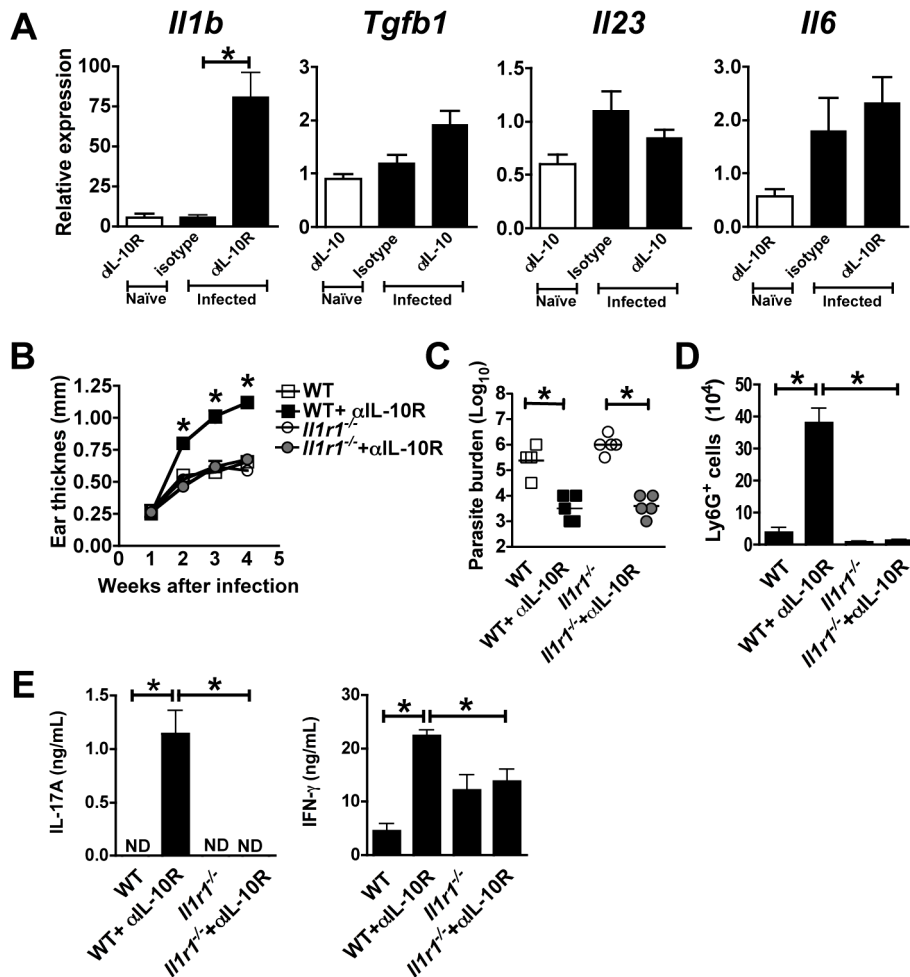 A
Il1b
Tgfb1
Il23
Il6
Relative expression
100
75
50
25
0
*
αIL-10R
isotype
αIL-10R
Naïve
Infected
3
2
1
0
αIL-10
Isotype
αIL-10
Naïve
Infected
1.5
1.0
0.5
0.0
αIL-10
Isotype
αIL-10
Naïve
Infected
3.0
2.0
1.0
0.0
αIL-10R
isotype
αIL-10R
Naïve
Infected
B
Ear thicknes (mm)
1.25
1.00
0.75
0.50
0.25
0.00
* * *
0 1 2 3 4 5
Weeks after infection
WT
WT+ αIL-10R
Il1r1-/-
Il1r1-/-+αIL-10R
C
Parasite burden (Log10)
6
5
4
3
2
* *
WT
WT+ αIL-10R
Il1r1-/-
Il1r1-/-+αIL-10R
D
Ly6G+ cells (10⁴)
50
40
30
20
10
0
* *
WT
WT+ αIL-10R
Il1r1-/-
Il1r1-/-+αIL-10R
E
IL-17A (ng/mL)
1.5
1.0
0.5
0.0
* *
ND ND ND
WT
WT+ αIL-10R
Il1r1-/-
Il1r1-/-+αIL-10R
IFN-γ (ng/mL)
30
20
10
0
* *
WT
WT+ αIL-10R
Il1r1-/-
Il1r1-/-+αIL-10R